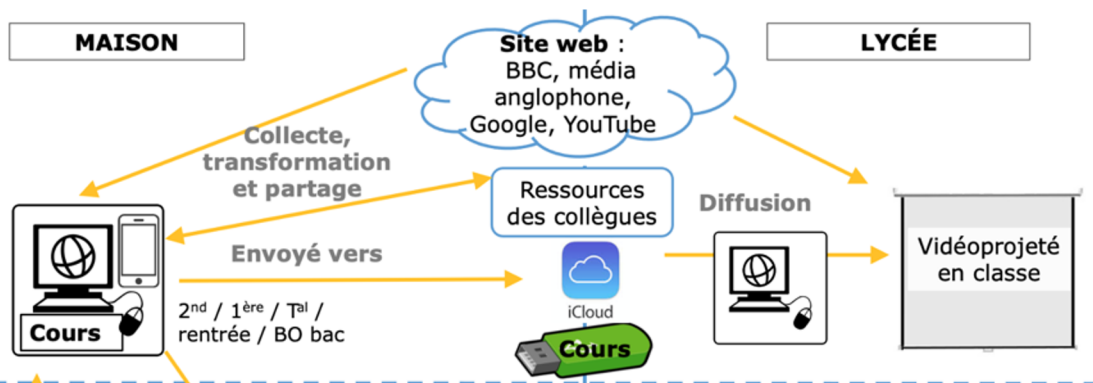 MAISON
Site web :
BBC, média
anglophone,
Google, YouTube
LYCÉE
Collecte,
transformation
et partage
Ressources
des collègues
Diffusion
Envoyé vers
Vidéoprojeté
en classe
iCloud
2nd / 1ère / Tal /
rentrée / BO bac
Cours
Cours